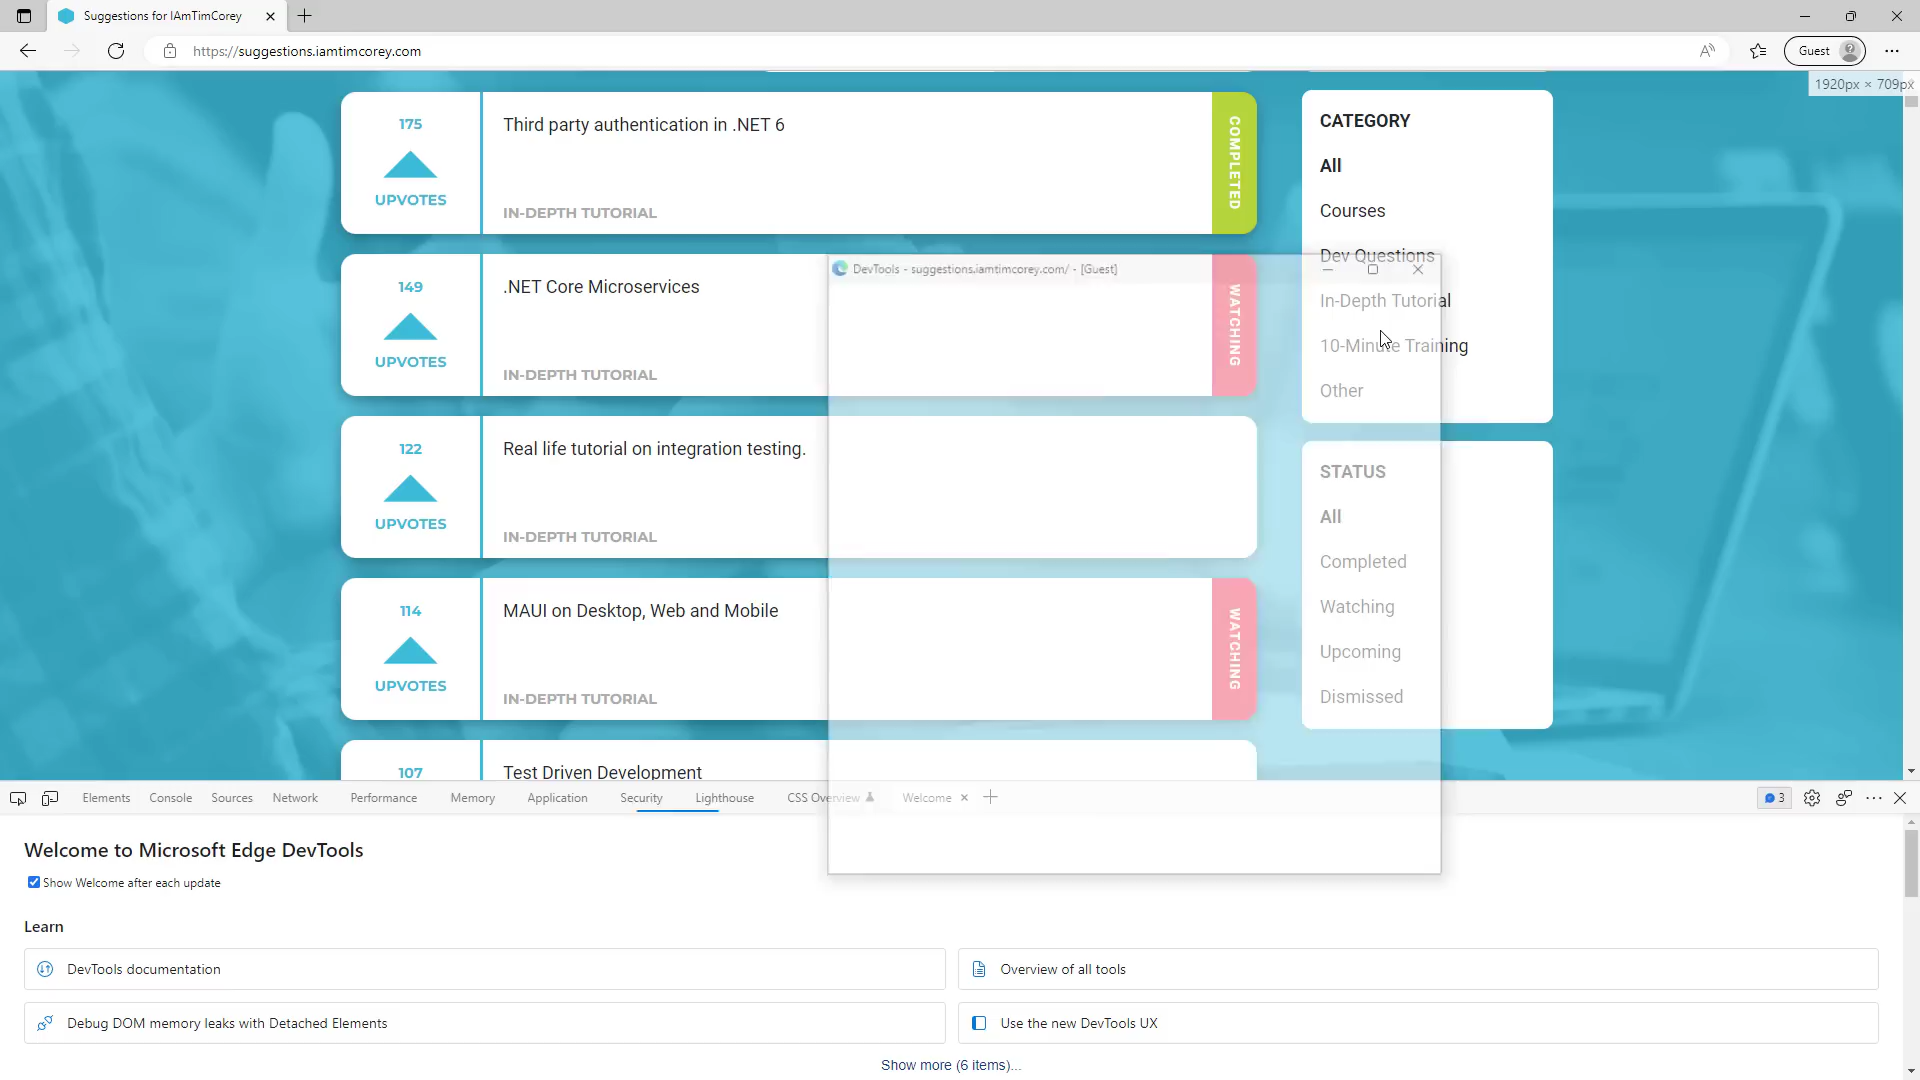 Suggestions for IAmTimCorey
https://suggestions.iamtimcorey.com
Guest
1920px × 709px
175
UPVOTES
Third party authentication in .NET 6
IN-DEPTH TUTORIAL
COMPLETED
149
UPVOTES
.NET Core Microservices
IN-DEPTH TUTORIAL
WATCHING
122
UPVOTES
Real life tutorial on integration testing.
IN-DEPTH TUTORIAL
114
UPVOTES
MAUI on Desktop, Web and Mobile
IN-DEPTH TUTORIAL
WATCHING
107
Test Driven Development
CATEGORY
All
Courses
Dev Questions
In-Depth Tutorial
10-Minute Training
Other
STATUS
All
Completed
Watching
Upcoming
Dismissed
DevTools - suggestions.iamtimcorey.com/ - [Guest]
Elements Console Sources Network Performance Memory Application Security Lighthouse CSS Overview Welcome 3
Welcome to Microsoft Edge DevTools
Show Welcome after each update
Learn
DevTools documentation
Overview of all tools
Debug DOM memory leaks with Detached Elements
Use the new DevTools UX
Show more (6 items)...